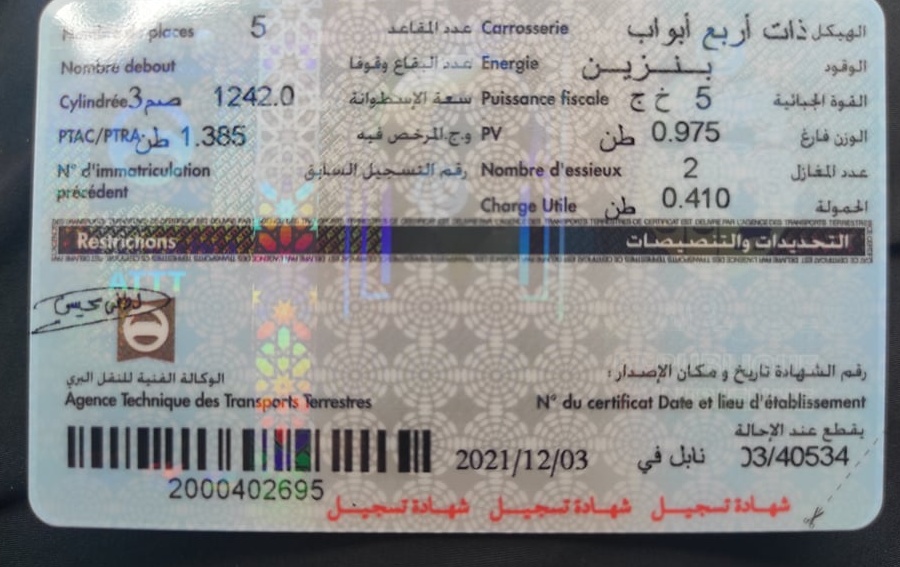 Nombre de places 5 عدد المقاعد Carrosserie ذات أربع أبواب الهيكل
Nombre debout عدد البقاع وقوفا Energie بنزين الوقود
Cylindrée صم3 1242.0 سعة الإسطوانة Puissance fiscale خ ج 5 القوة الجبائية
PTAC/PTRA طن 1.385 و.ج.المرخص فيه PV طن 0.975 الوزن فارغ
N° d'immatriculation précédent رقم التسجيل السابق Nombre d'essieux 2 عدد المغازل
Charge Utile طن 0.410 الحمولة
Restrictions التحديدات والتنصيصات
ATTT
الوكالة الفنية للنقل البري
Agence Technique des Transports Terrestres
رقم الشهادة تاريخ و مكان الإصدار :
N° du certificat Date et lieu d'établissement
يقطع عند الإحالة
03/40534 نابل في 2021/12/03
2000402695
شهادة تسجيل شهادة تسجيل شهادة تسجيل